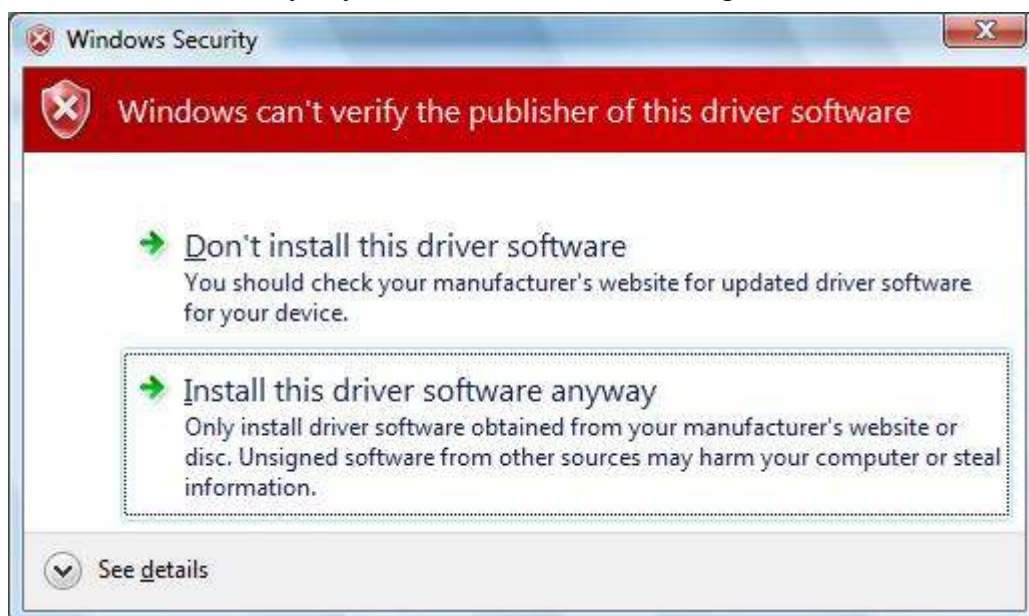 Windows Security
Windows can't verify the publisher of this driver software
Don't install this driver software
You should check your manufacturer's website for updated driver software
for your device.
Install this driver software anyway
Only install driver software obtained from your manufacturer's website or
disc. Unsigned software from other sources may harm your computer or steal
information.
See details